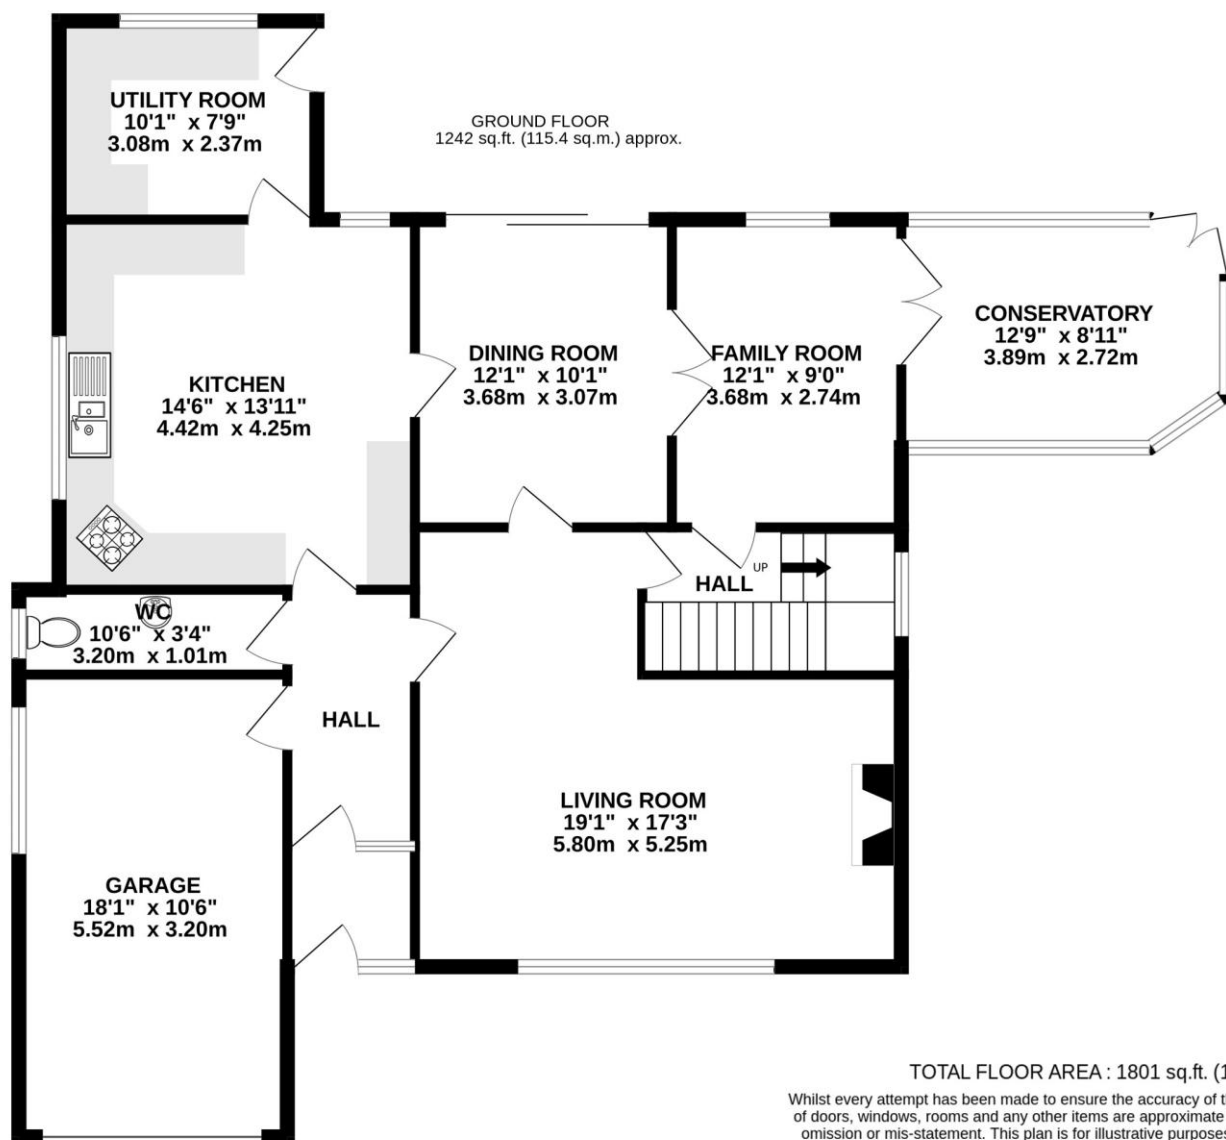 UTILITY ROOM
10'1" x 7'9"
3.08m x 2.37m
GROUND FLOOR
1242 sq.ft. (115.4 sq.m.) approx.
KITCHEN
14'6" x 13'11"
4.42m x 4.25m
DINING ROOM
12'1" x 10'1"
3.68m x 3.07m
FAMILY ROOM
12'1" x 9'0"
3.68m x 2.74m
CONSERVATORY
12'9" x 8'11"
3.89m x 2.72m
HALL
UP
WC
10'6" x 3'4"
3.20m x 1.01m
HALL
LIVING ROOM
19'1" x 17'3"
5.80m x 5.25m
GARAGE
18'1" x 10'6"
5.52m x 3.20m
TOTAL FLOOR AREA : 1801 sq.ft. (1
Whilst every attempt has been made to ensure the accuracy of
of doors, windows, rooms and any other items are approximate
omission or mis-statement. This plan is for illustrative purposes